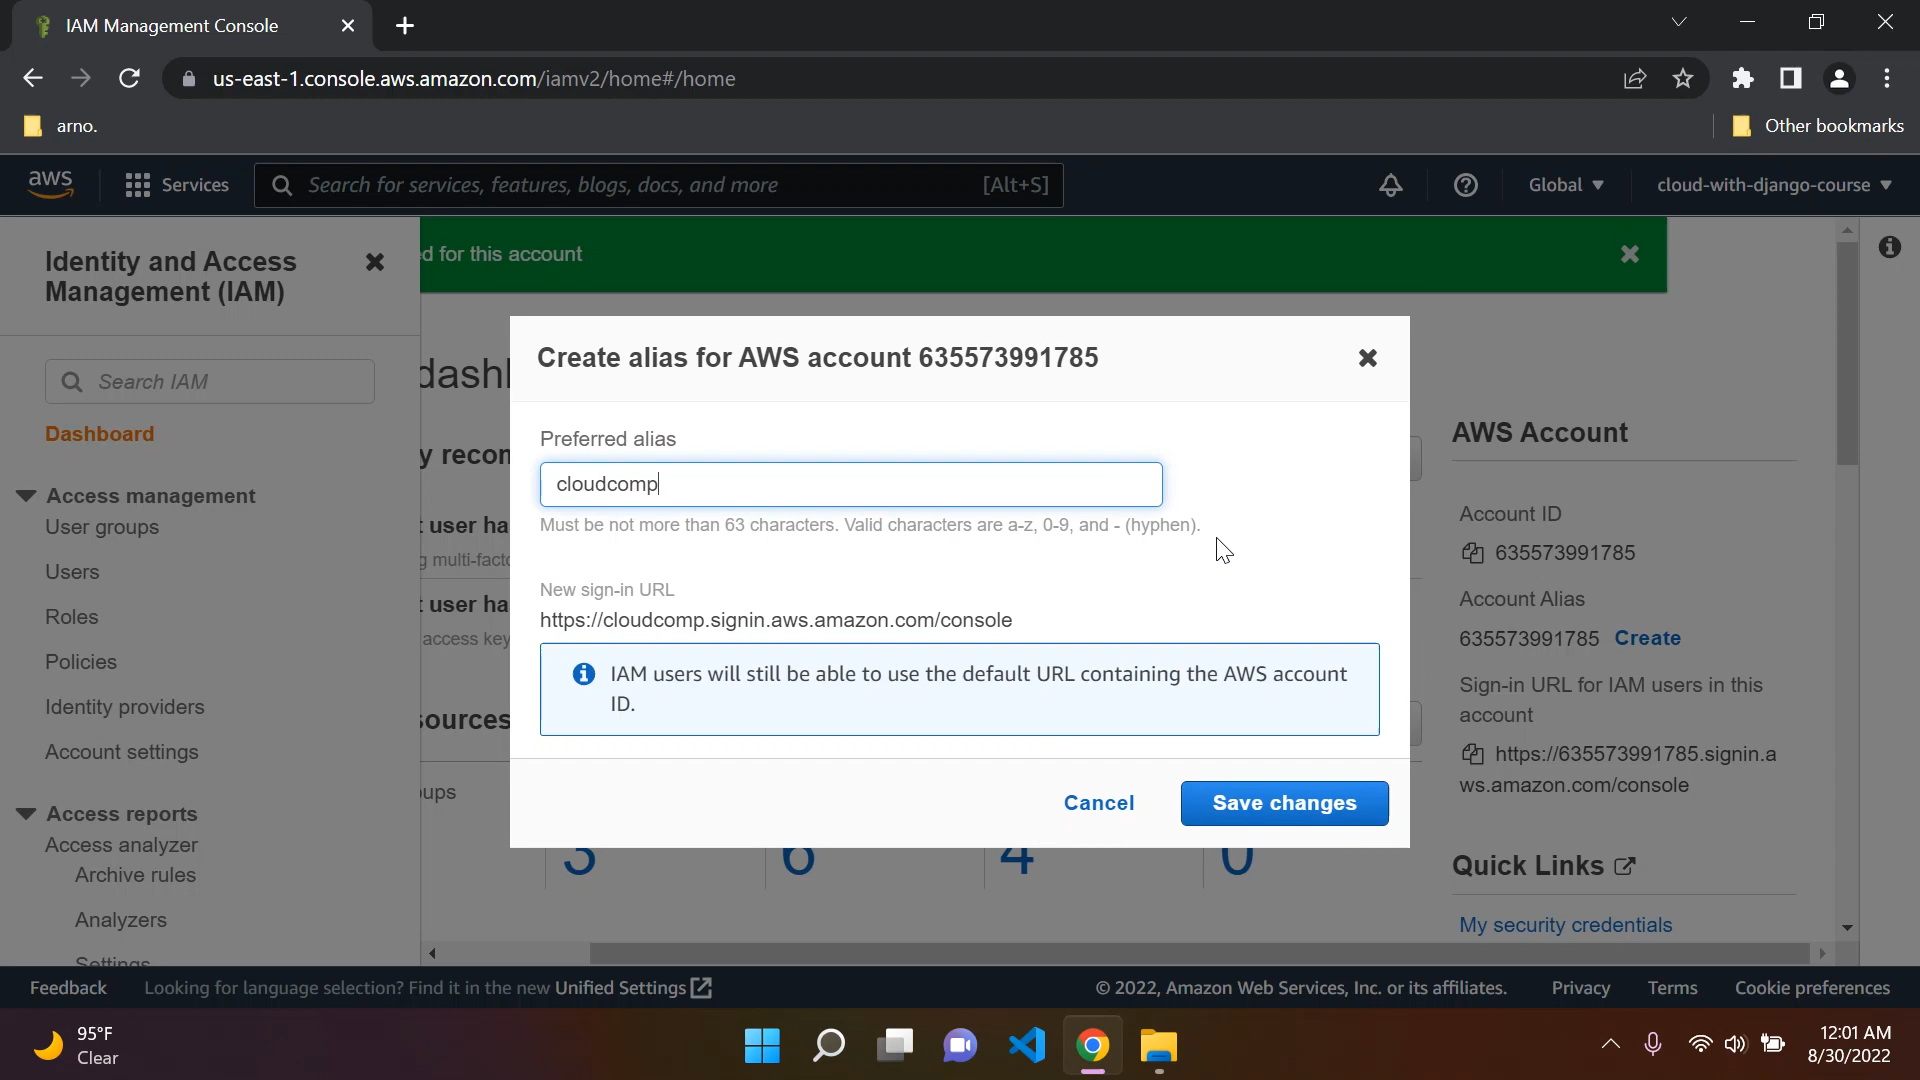 IAM Management Console
us-east-1.console.aws.amazon.com/iamv2/home#/home
arno.
Other bookmarks
aws
Services
Search for services, features, blogs, docs, and more
[Alt+S]
Global
cloud-with-django-course
Identity and Access
Management (IAM)
Search IAM
Dashboard
Access management
User groups
Users
Roles
Policies
Identity providers
Account settings
Access reports
Access analyzer
Archive rules
Analyzers
Settings
ed for this account
dash
y recon
t user ha
g multi-facto
t user ha
access key
sources
ups
3
6
4
0
Create alias for AWS account 635573991785
Preferred alias
cloudcomp
Must be not more than 63 characters. Valid characters are a-z, 0-9, and - (hyphen).
New sign-in URL
https://cloudcomp.signin.aws.amazon.com/console
IAM users will still be able to use the default URL containing the AWS account
ID.
Cancel
Save changes
AWS Account
Account ID
635573991785
Account Alias
635573991785 Create
Sign-in URL for IAM users in this
account
https://635573991785.signin.a
ws.amazon.com/console
Quick Links
My security credentials
Feedback
Looking for language selection? Find it in the new Unified Settings
© 2022, Amazon Web Services, Inc. or its affiliates.
Privacy
Terms
Cookie preferences
95°F
Clear
12:01 AM
8/30/2022